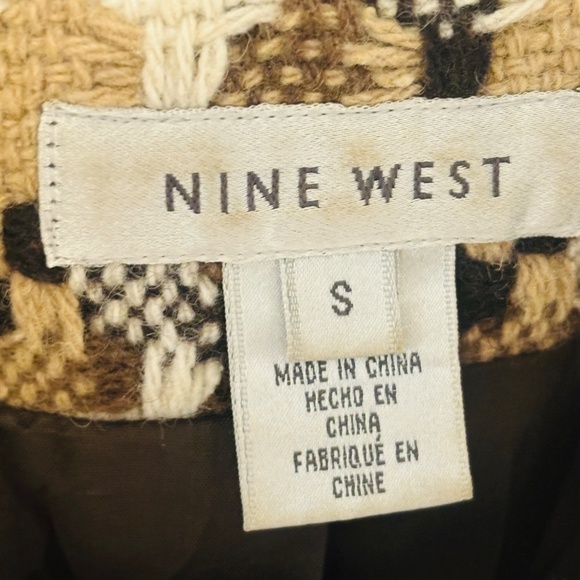 NINE WEST
S
MADE IN CHINA
HECHO EN
CHINA
FABRIQUÉ EN
CHINE